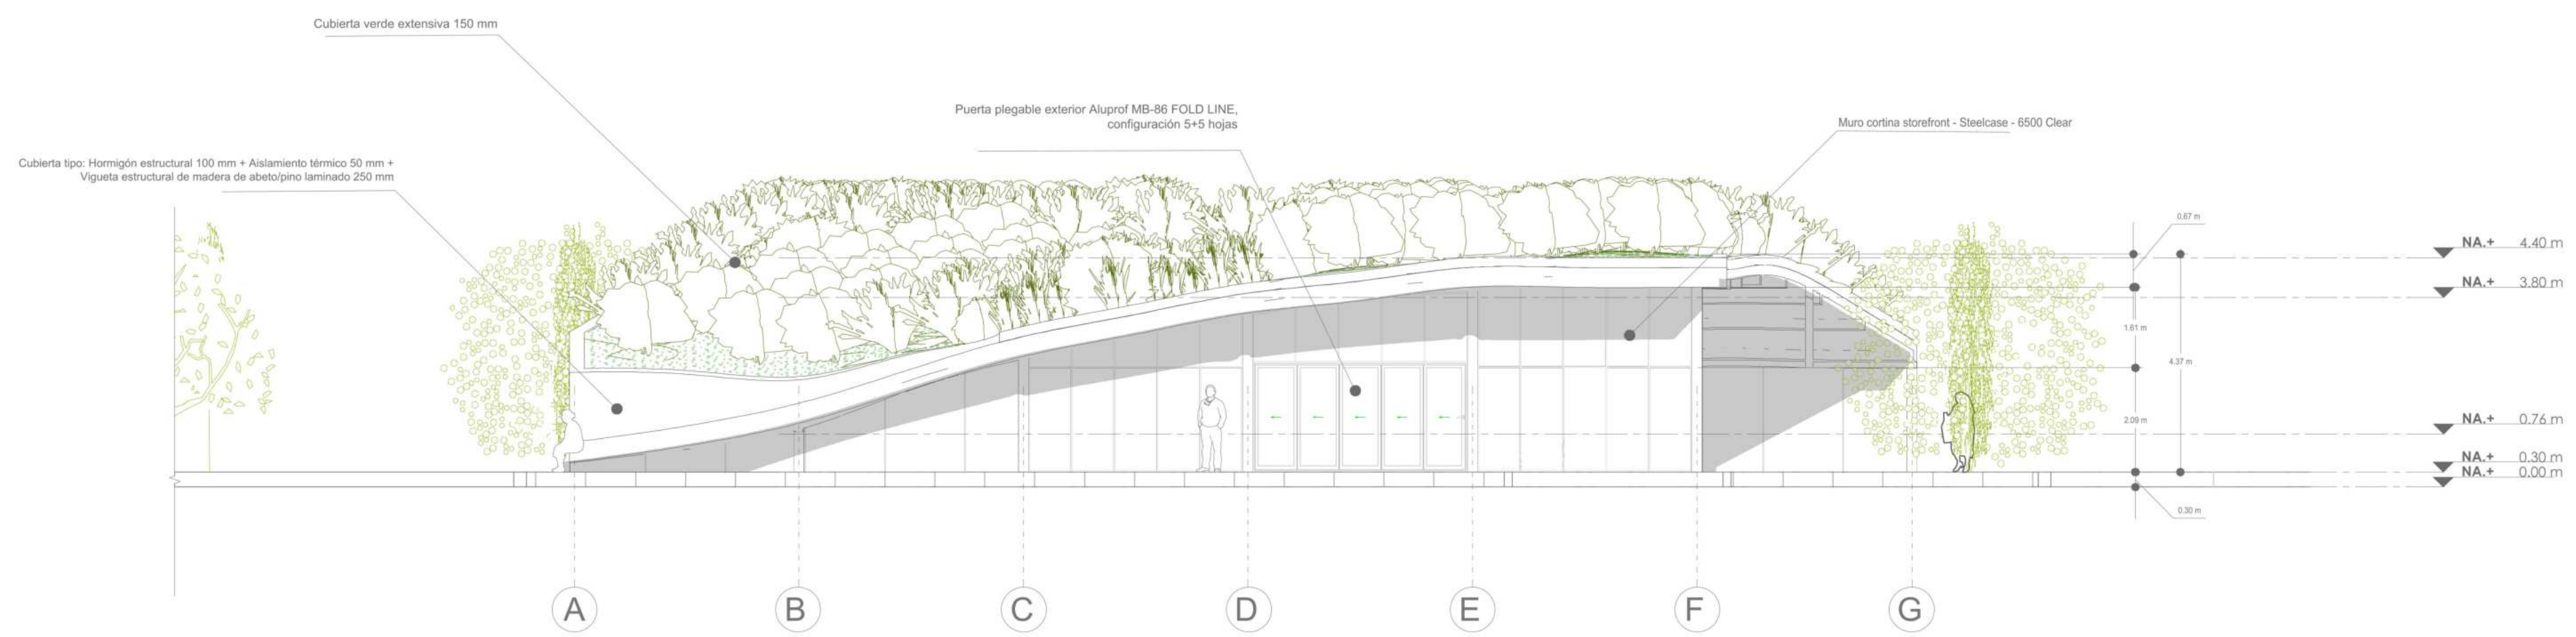 Cubierta verde extensiva 150 mm
Puerta plegable exterior Aluprof MB-86 FOLD LINE,
configuración 5+5 hojas
Muro cortina storefront - Steelcase - 6500 Clear
Cubierta tipo: Hormigón estructural 100 mm + Aislamiento térmico 50 mm +
Vigueta estructural de madera de abeto/pino laminado 250 mm
0.67 m
NA.+ 4.40 m
NA.+ 3.80 m
1.61 m
4.37 m
2.09 m
NA.+ 0.76 m
NA.+ 0.30 m
NA.+ 0.00 m
0.30 m
A B C D E F G